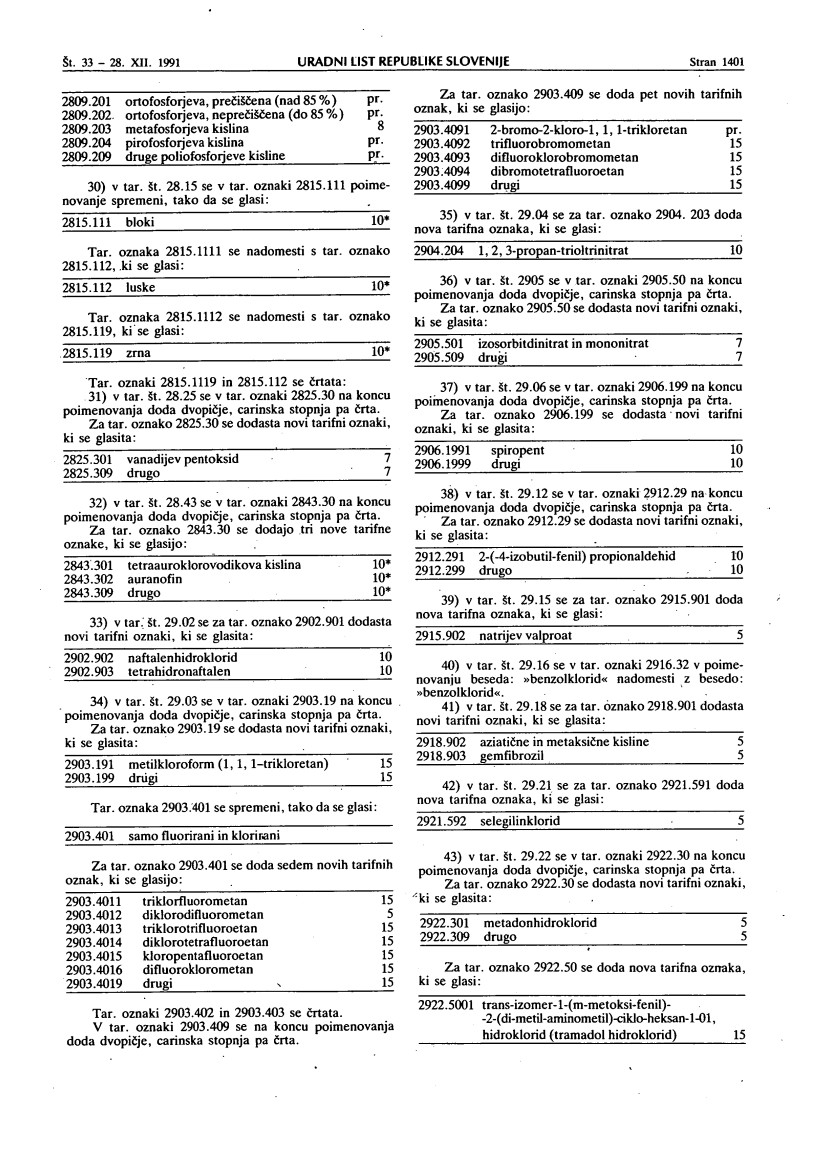 Št. 33 – 28. XII. 1991 URADNI LIST REPUBLIKE SLOVENIJE Stran 1401
2809.201 ortofosforjeva, prečiščena (nad 85 %) pr.
2809.202 ortofosforjeva, neprečiščena (do 85 %) pr.
2809.203 metafosforjeva kislina 8
2809.204 pirofosforjeva kislina pr.
2809.209 druge poliofosforjeve kisline pr.
30) v tar. št. 28.15 se v tar. oznaki 2815.111 poime-
novanje spremeni, tako da se glasi:
2815.111 bloki 10*
Tar. oznaka 2815.1111 se nadomesti s tar. oznako
2815.112, ki se glasi:
2815.112 luske 10*
Tar. oznaka 2815.1112 se nadomesti s tar. oznako
2815.119, ki se glasi:
2815.119 zrna 10*
Tar. oznaki 2815.1119 in 2815.112 se črtata:
31) v tar. št. 28.25 se v tar. oznaki 2825.30 na koncu
poimenovanja doda dvopičje, carinska stopnja pa črta.
Za tar. oznako 2825.30 se dodasta novi tarifni oznaki,
ki se glasita:
2825.301 vanadijev pentoksid 7
2825.309 drugo 7
32) v tar. št. 28.43 se v tar. oznaki 2843.30 na koncu
poimenovanja doda dvopičje, carinska stopnja pa črta.
Za tar. oznako 2843.30 se dodajo tri nove tarifne
oznake, ki se glasijo:
2843.301 tetraauroklorovodikova kislina 10*
2843.302 auranofin 10*
2843.309 drugo 10*
33) v tar. št. 29.02 se za tar. oznako 2902.901 dodasta
novi tarifni oznaki, ki se glasita:
2902.902 naftalenhidroklorid 10
2902.903 tetrahidronaftalen 10
34) v tar. št. 29.03 se v tar. oznaki 2903.19 na koncu
poimenovanja doda dvopičje, carinska stopnja pa črta.
Za tar. oznako 2903.19 se dodasta novi tarifni oznaki,
ki se glasita:
2903.191 metilkloroform (1, 1, 1–trikloretan) 15
2903.199 drugi 15
Tar. oznaka 2903.401 se spremeni, tako da se glasi:
2903.401 samo fluorirani in klorirani
Za tar. oznako 2903.401 se doda sedem novih tarifnih
oznak, ki se glasijo:
2903.4011 triklorfluorometan 15
2903.4012 diklorodifluorometan 5
2903.4013 triklorotrifluoroetan 15
2903.4014 diklorotetrafluoroetan 15
2903.4015 kloropentafluoroetan 15
2903.4016 difluoroklorometan 15
2903.4019 drugi 15
Tar. oznaki 2903.402 in 2903.403 se črtata.
V tar. oznaki 2903.409 se na koncu poimenovanja
doda dvopičje, carinska stopnja pa črta.
Za tar. oznako 2903.409 se doda pet novih tarifnih
oznak, ki se glasijo:
2903.4091 2-bromo-2-kloro-1, 1, 1-trikloretan pr.
2903.4092 trifluorobromometan 15
2903.4093 difluoroklorobromometan 15
2903.4094 dibromotetrafluoroetan 15
2903.4099 drugi 15
35) v tar. št. 29.04 se za tar. oznako 2904. 203 doda
nova tarifna oznaka, ki se glasi:
2904.204 1, 2, 3-propan-trioltrinitrat 10
36) v tar. št. 2905 se v tar. oznaki 2905.50 na koncu
poimenovanja doda dvopičje, carinska stopnja pa črta.
Za tar. oznako 2905.50 se dodasta novi tarifni oznaki,
ki se glasita:
2905.501 izosorbitdinitrat in mononitrat 7
2905.509 drugi 7
37) v tar. št. 29.06 se v tar. oznaki 2906.199 na koncu
poimenovanja doda dvopičje, carinska stopnja pa črta.
Za tar. oznako 2906.199 se dodasta novi tarifni
oznaki, ki se glasita:
2906.1991 spiropent 10
2906.1999 drugi 10
38) v tar. št. 29.12 se v tar. oznaki 2912.29 na koncu
poimenovanja doda dvopičje, carinska stopnja pa črta.
Za tar. oznako 2912.29 se dodasta novi tarifni oznaki,
ki se glasita:
2912.291 2-(-4-izobutil-fenil) propionaldehid 10
2912.299 drugo 10
39) v tar. št. 29.15 se za tar. oznako 2915.901 doda
nova tarifna oznaka, ki se glasi:
2915.902 natrijev valproat 5
40) v tar. št. 29.16 se v tar. oznaki 2916.32 v poime-
novanju beseda: »benzolklorid« nadomesti z besedo:
»benzolklorid«.
41) v tar. št. 29.18 se za tar. oznako 2918.901 dodasta
novi tarifni oznaki, ki se glasita:
2918.902 aziatične in metaksične kisline 5
2918.903 gemfibrozil 5
42) v tar. št. 29.21 se za tar. oznako 2921.591 doda
nova tarifna oznaka, ki se glasi:
2921.592 selegilinklorid 5
43) v tar. št. 29.22 se v tar. oznaki 2922.30 na koncu
poimenovanja doda dvopičje, carinska stopnja pa črta.
Za tar. oznako 2922.30 se dodasta novi tarifni oznaki,
ki se glasita:
2922.301 metadonhidroklorid 5
2922.309 drugo 5
Za tar. oznako 2922.50 se doda nova tarifna oznaka,
ki se glasi:
2922.5001 trans-izomer-1-(m-metoksi-fenil)-
-2-(di-metil-aminometil)-ciklo-heksan-1-01,
hidroklorid (tramadol hidroklorid) 15